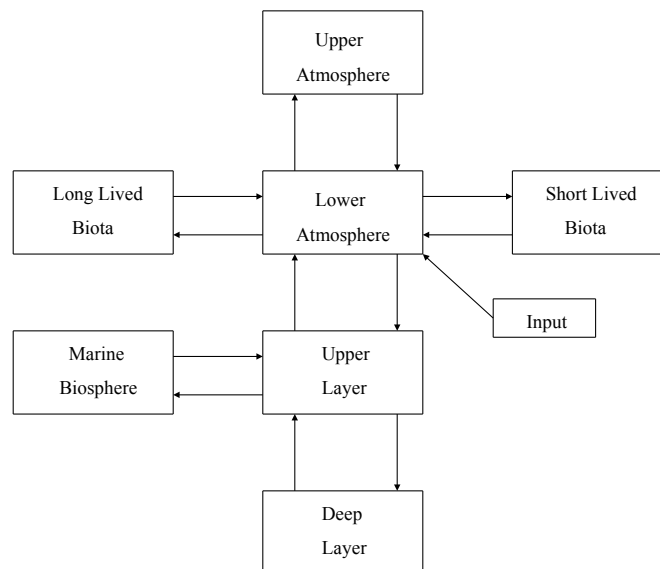 Upper
Atmosphere
Long Lived
Biota
Lower
Atmosphere
Short Lived
Biota
Input
Marine
Biosphere
Upper
Layer
Deep
Layer